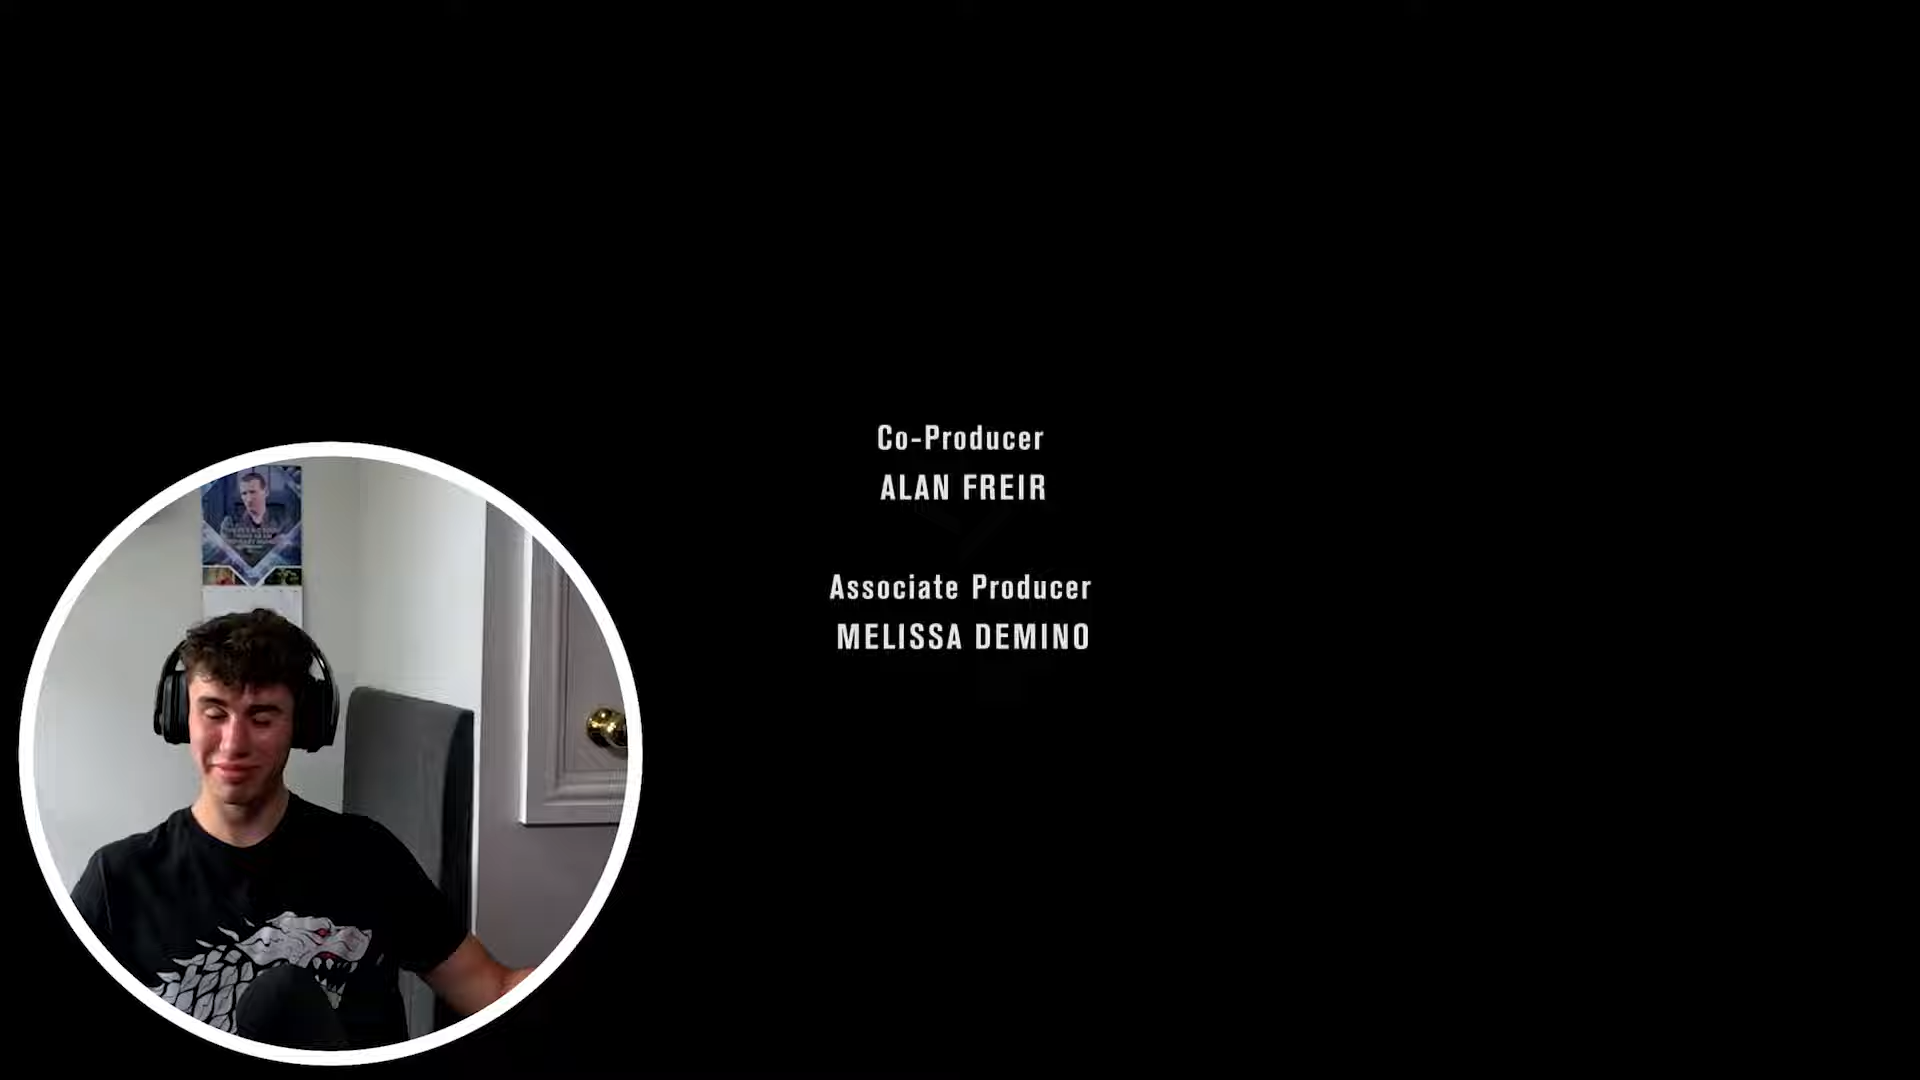 Co-Producer
ALAN FREIR
Associate Producer
MELISSA DEMINO